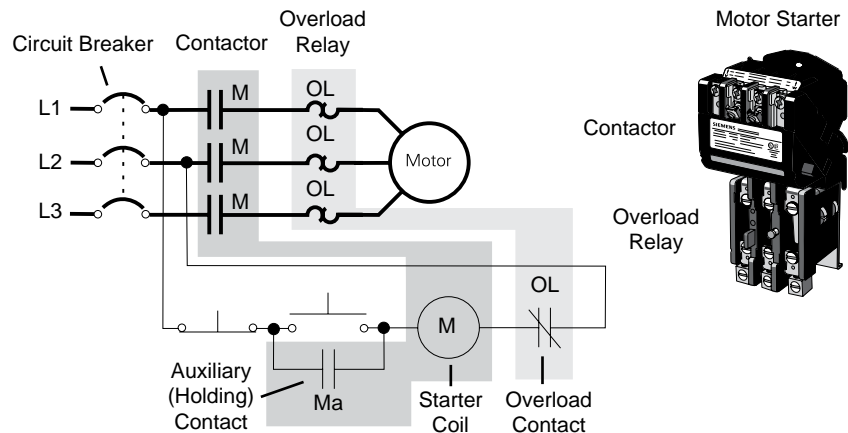 Motor Starter
Overload
Relay
Circuit Breaker
Contactor
L1
M
OL
L2
M
OL
Motor
L3
M
OL
Contactor
SIEMENS
Overload
Relay
OL
M
Auxiliary
(Holding)
Contact
Ma
Starter
Coil
Overload
Contact